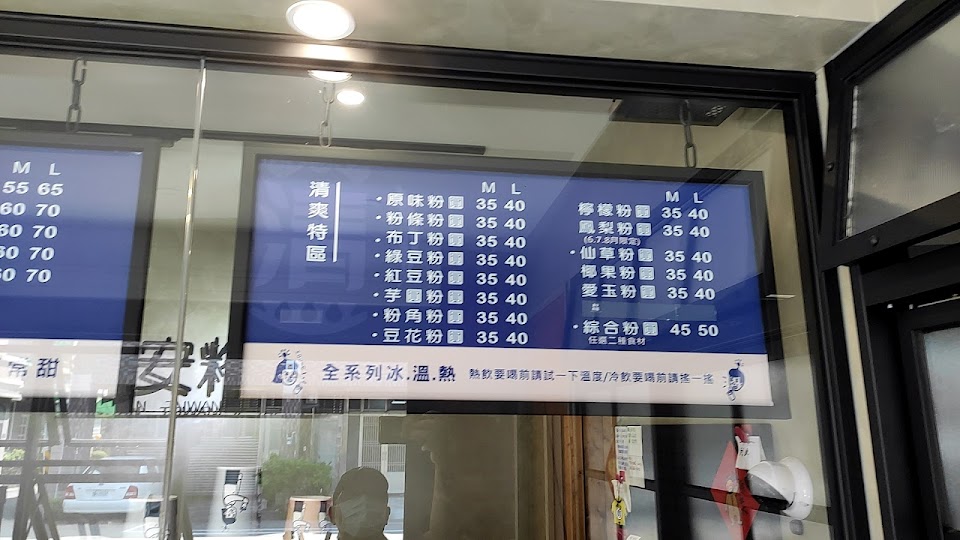 M L
55 65
60 70
60 70
60 70
60 70
常甜
安粉
TAIWAN
清爽特區
M L
・原味粉圓 35 40
・粉條粉圓 35 40
・布丁粉圓 35 40
・綠豆粉圓 35 40
・紅豆粉圓 35 40
・芋圓粉圓 35 40
・粉角粉圓 35 40
・豆花粉圓 35 40
M L
檸檬粉圓 35 40
鳳梨粉圓 35 40
(6.7.8月限定)
・仙草粉圓 35 40
椰果粉圓 35 40
愛玉粉圓 35 40
・綜合粉圓 45 50
任選二種食材
全系列冰.溫.熱 熱飲要喝前請試一下溫度/冷飲要喝前請搖一搖